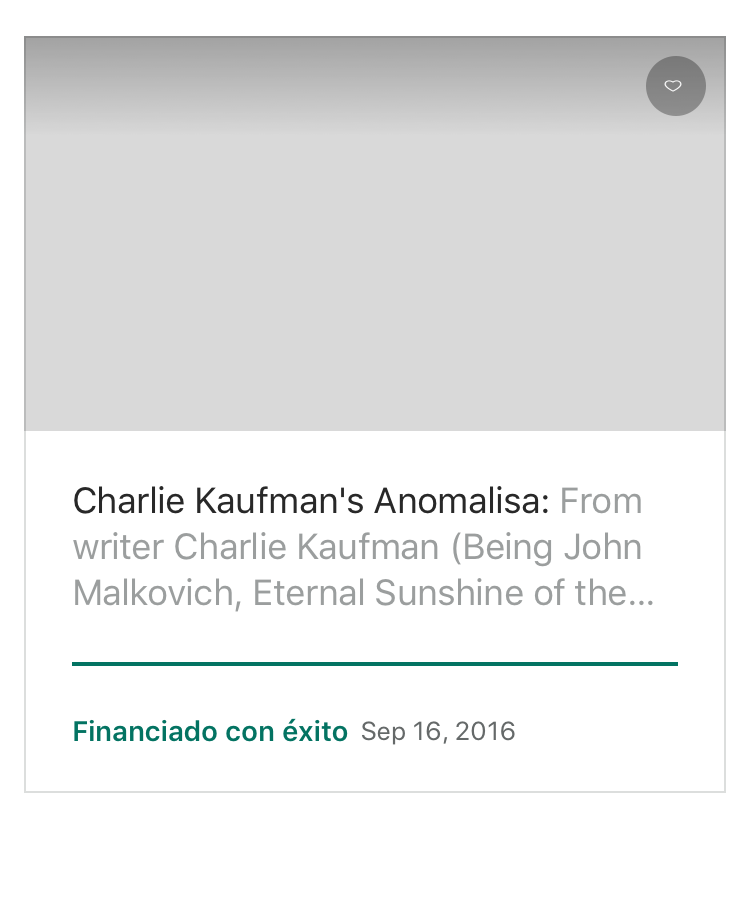 Charlie Kaufman's Anomalisa: From
writer Charlie Kaufman (Being John
Malkovich, Eternal Sunshine of the...
Financiado con éxito Sep 16, 2016